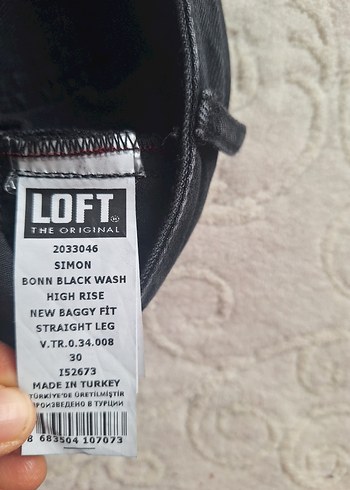 LOFT®
THE ORIGINAL
2033046
SIMON
BONN BLACK WASH
HIGH RISE
NEW BAGGY FİT
STRAIGHT LEG
V.TR.0.34.008
30
I52673
MADE IN TURKEY
TÜRKİYE'DE ÜRETİLMİŞTİR
ПРОИЗВЕДЕНО В ТУРЦИИ
8 683504 107073